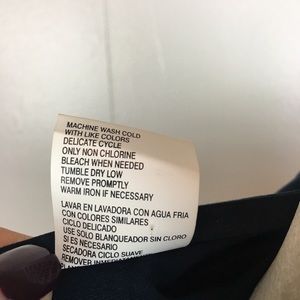 MACHINE WASH COLD
WITH LIKE COLORS
DELICATE CYCLE
ONLY NON CHLORINE
BLEACH WHEN NEEDED
TUMBLE DRY LOW
REMOVE PROMPTLY
WARM IRON IF NECESSARY
LAVAR EN LAVADORA CON AGUA FRIA
CON COLORES SIMILARES
CICLO DELICADO
USE SOLO BLANQUEADOR SIN CLORO
SI ES NECESARIO
SECADORA CICLO SUAVE
REMOVER